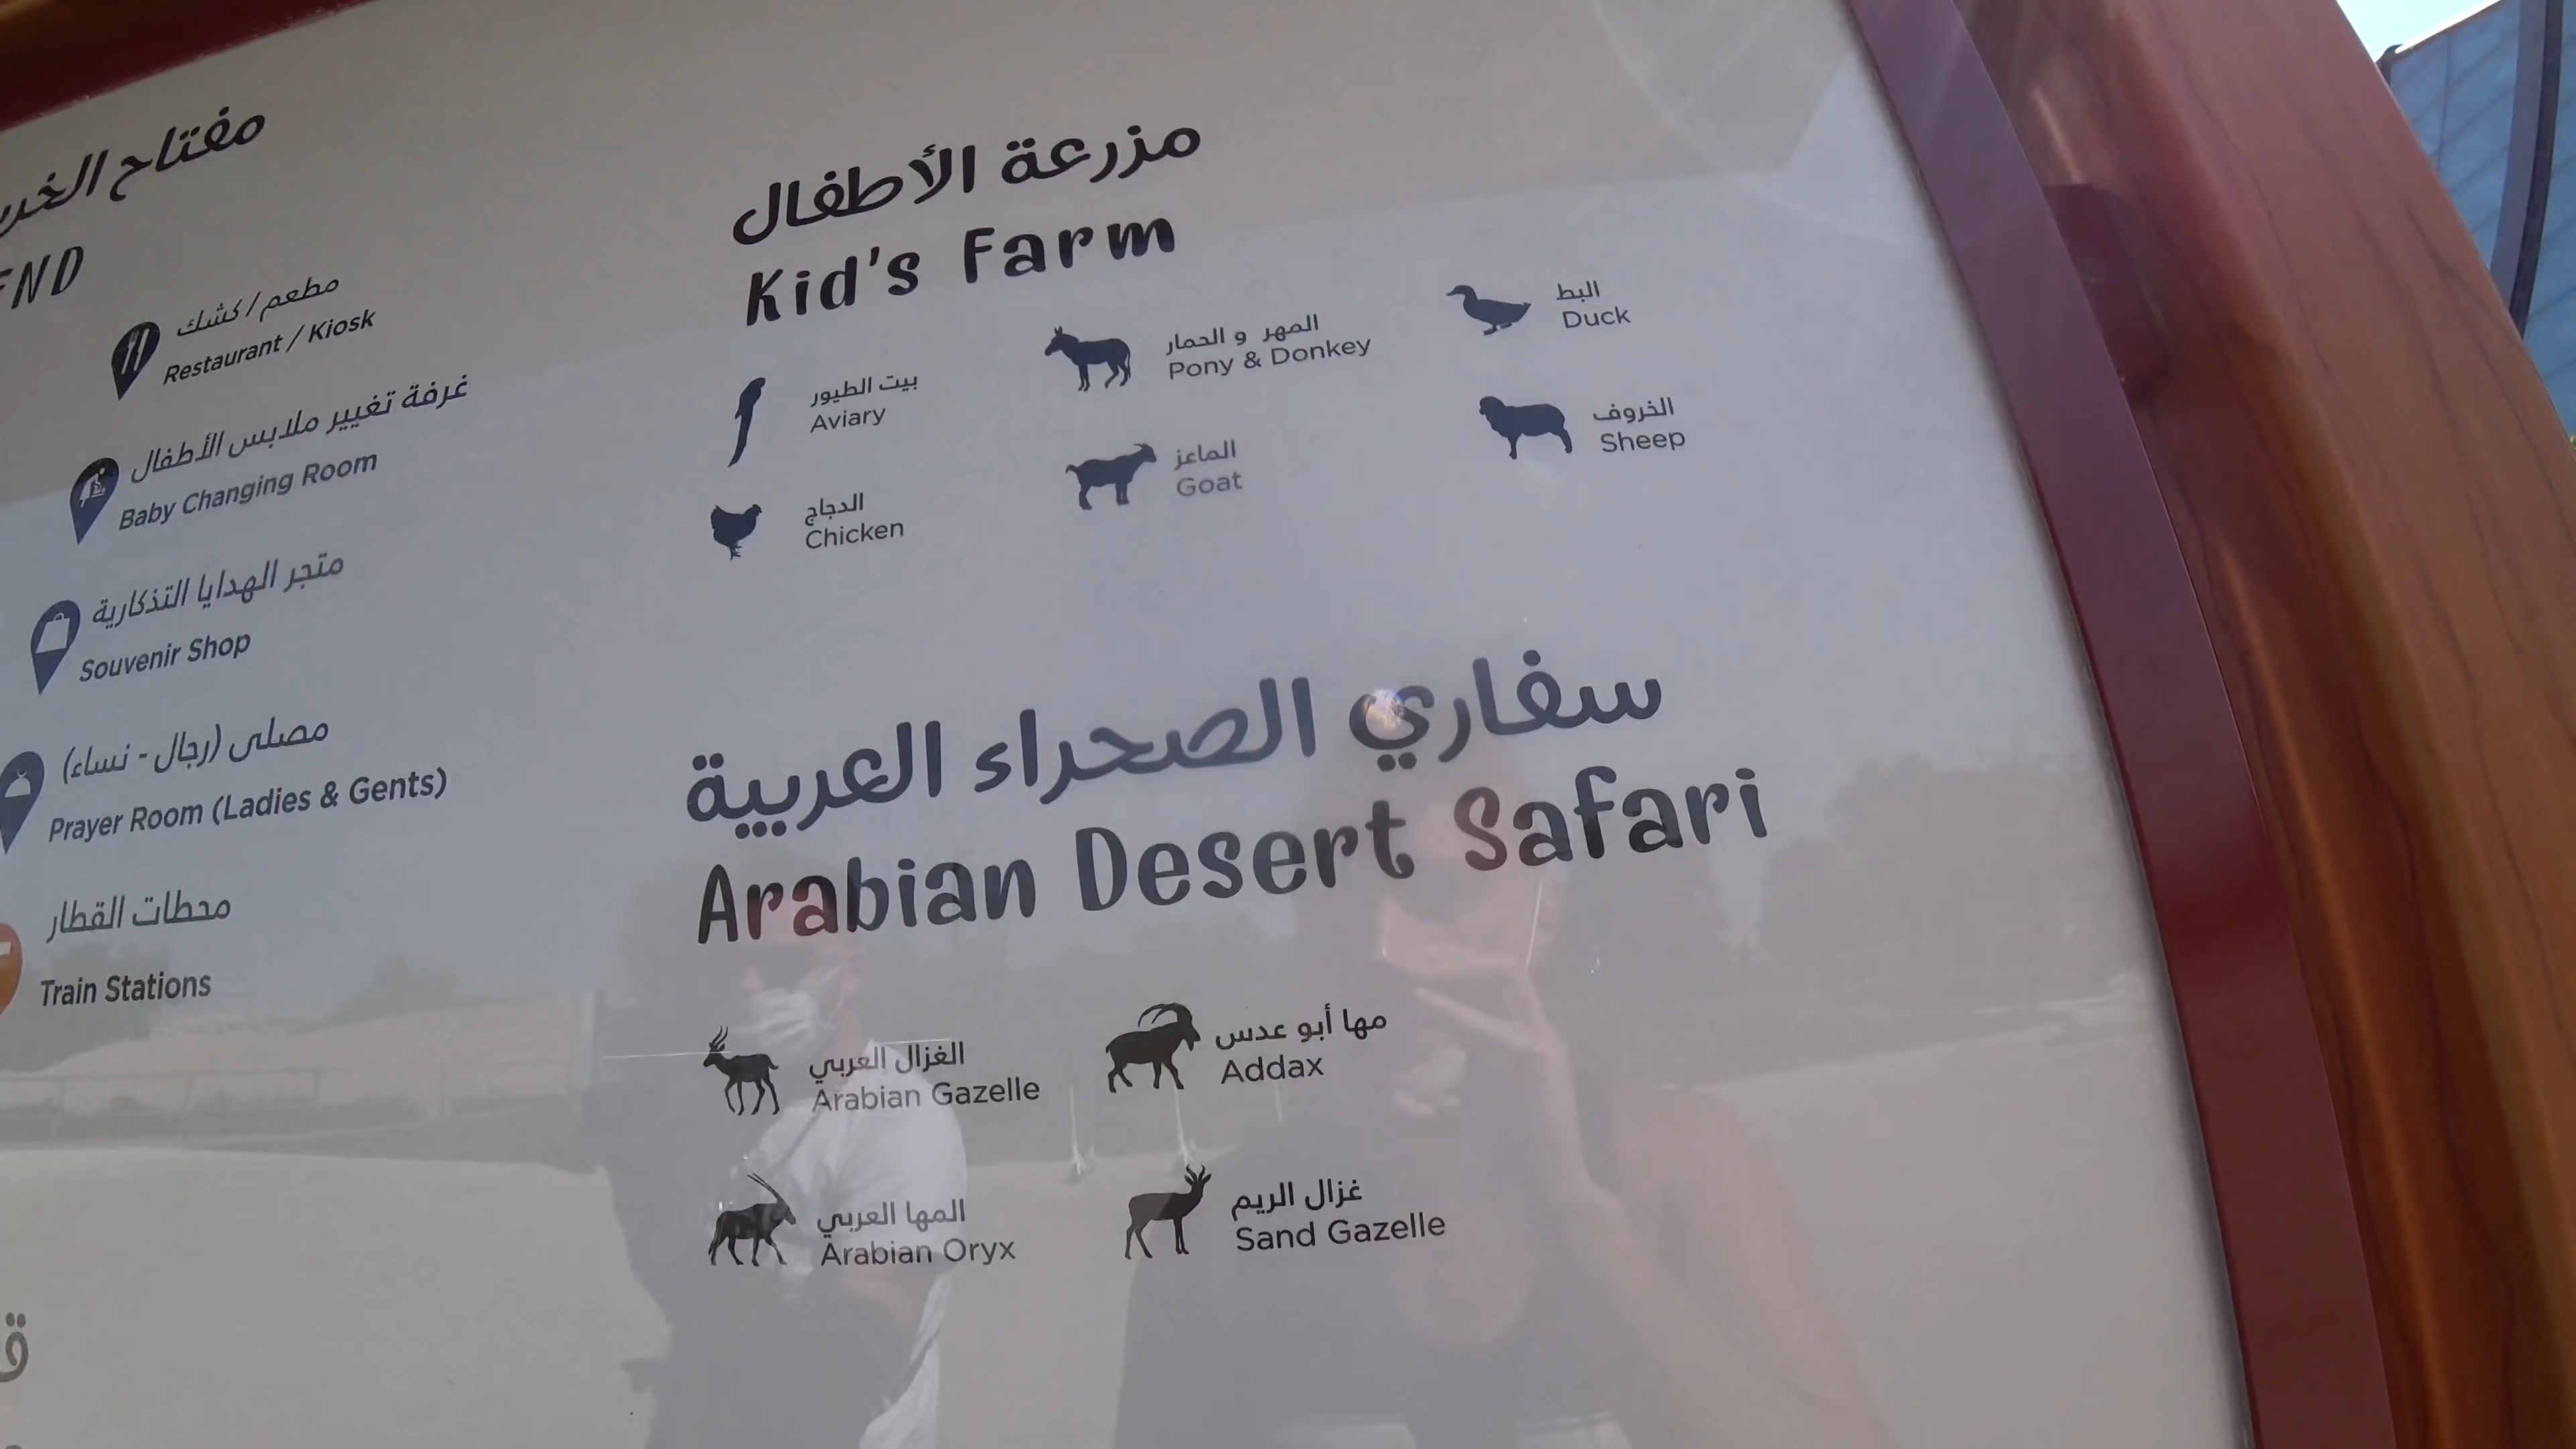 مفتاح
END
مطعم / كشك
Restaurant / Kiosk
غرفة تغيير ملابس الأطفال
Baby Changing Room
متجر الهدايا التذكارية
Souvenir Shop
مصلى (رجال - نساء)
Prayer Room (Ladies & Gents)
محطات القطار
Train Stations
مزرعة الأطفال
Kid's Farm
بيت الطيور
Aviary
المهر و الحمار
Pony & Donkey
البط
Duck
الدجاج
Chicken
الماعز
Goat
الخروف
Sheep
سفاري الصحراء العربية
Arabian Desert Safari
الغزال العربي
Arabian Gazelle
مها أبو عدس
Addax
المها العربي
Arabian Oryx
غزال الريم
Sand Gazelle